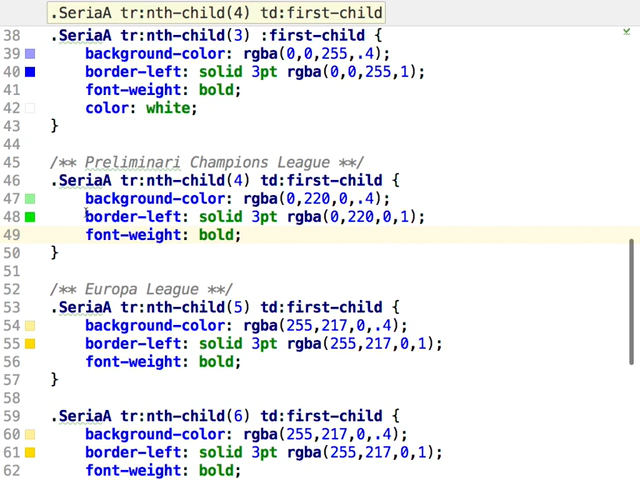 .SeriaA tr:nth-child(4) td:first-child
38 .SeriaA tr:nth-child(3) :first-child {
39 background-color: rgba(0,0,255,.4);
40 border-left: solid 3pt rgba(0,0,255,1);
41 font-weight: bold;
42 color: white;
43 }
44
45 /** Preliminari Champions League **/
46 .SeriaA tr:nth-child(4) td:first-child {
47 background-color: rgba(0,220,0,.4);
48 border-left: solid 3pt rgba(0,220,0,1);
49 font-weight: bold;
50 }
51
52 /** Europa League **/
53 .SeriaA tr:nth-child(5) td:first-child {
54 background-color: rgba(255,217,0,.4);
55 border-left: solid 3pt rgba(255,217,0,1);
56 font-weight: bold;
57 }
58
59 .SeriaA tr:nth-child(6) td:first-child {
60 background-color: rgba(255,217,0,.4);
61 border-left: solid 3pt rgba(255,217,0,1);
62 font-weight: bold;